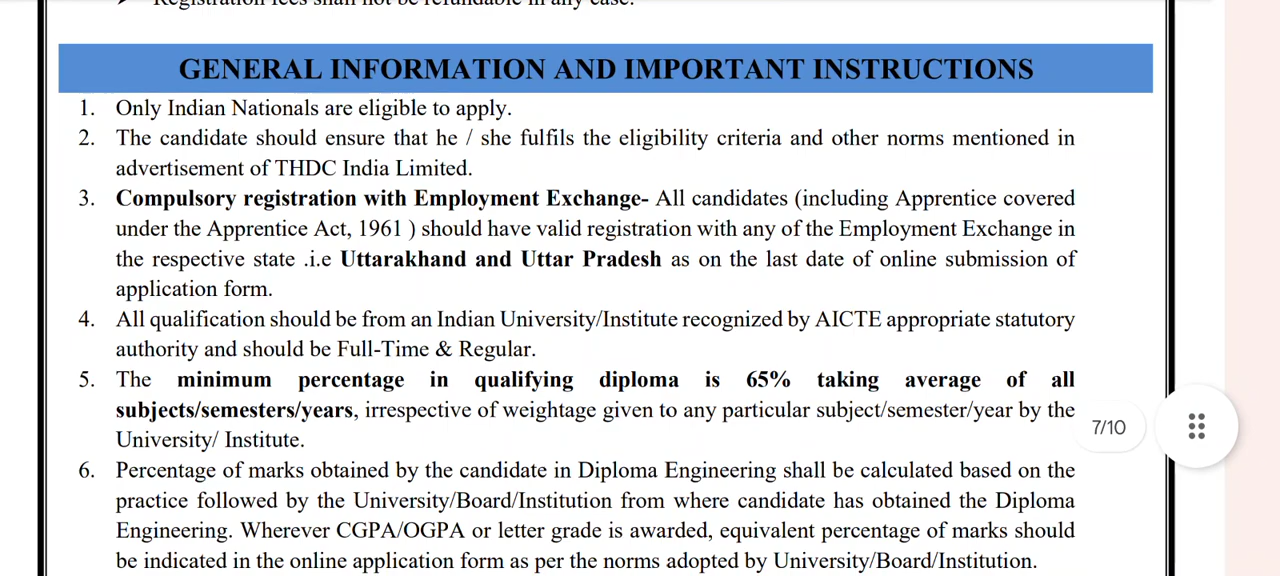 Registration fees shall not be refundable in any case.
GENERAL INFORMATION AND IMPORTANT INSTRUCTIONS
1. Only Indian Nationals are eligible to apply.
2. The candidate should ensure that he / she fulfils the eligibility criteria and other norms mentioned in
advertisement of THDC India Limited.
3. Compulsory registration with Employment Exchange- All candidates (including Apprentice covered
under the Apprentice Act, 1961 ) should have valid registration with any of the Employment Exchange in
the respective state .i.e Uttarakhand and Uttar Pradesh as on the last date of online submission of
application form.
4. All qualification should be from an Indian University/Institute recognized by AICTE appropriate statutory
authority and should be Full-Time & Regular.
5. The minimum percentage in qualifying diploma is 65% taking average of all
subjects/semesters/years, irrespective of weightage given to any particular subject/semester/year by the
University/ Institute.
7/10
6. Percentage of marks obtained by the candidate in Diploma Engineering shall be calculated based on the
practice followed by the University/Board/Institution from where candidate has obtained the Diploma
Engineering. Wherever CGPA/OGPA or letter grade is awarded, equivalent percentage of marks should
be indicated in the online application form as per the norms adopted by University/Board/Institution.